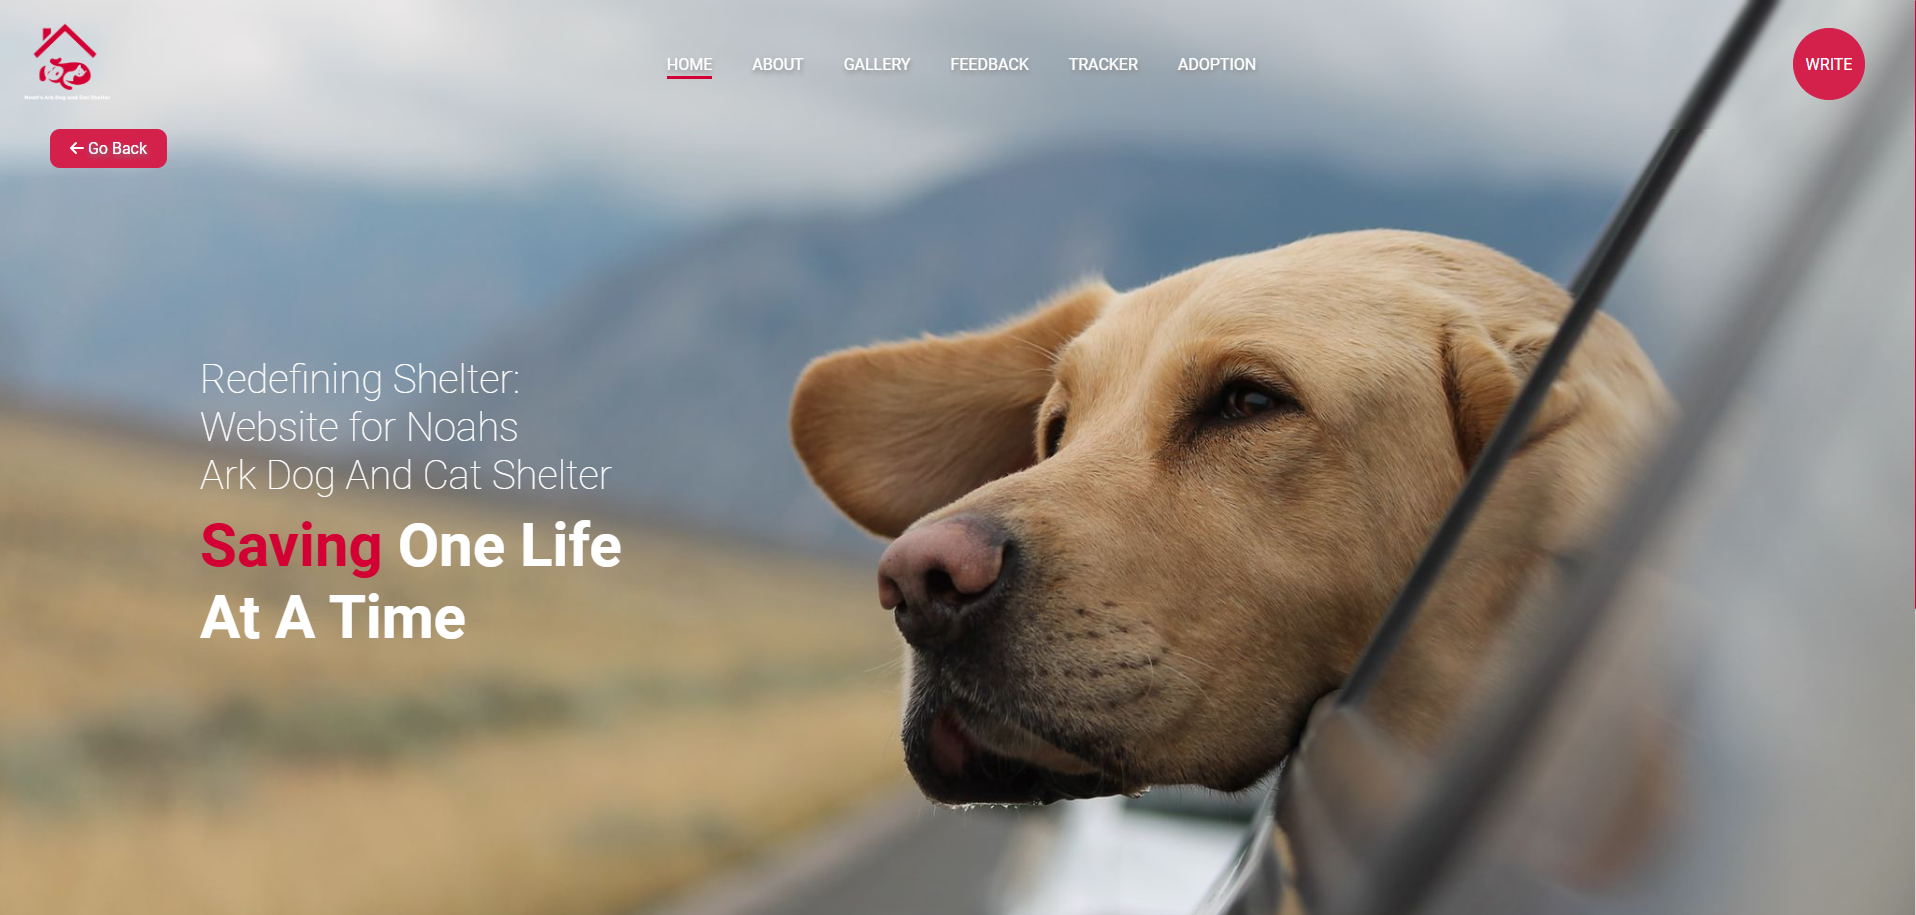 Noah's Ark Dog and Cat Shelter
HOME
ABOUT
GALLERY
FEEDBACK
TRACKER
ADOPTION
WRITE
Go Back
Redefining Shelter:
Website for Noahs
Ark Dog And Cat Shelter
Saving One Life
At A Time